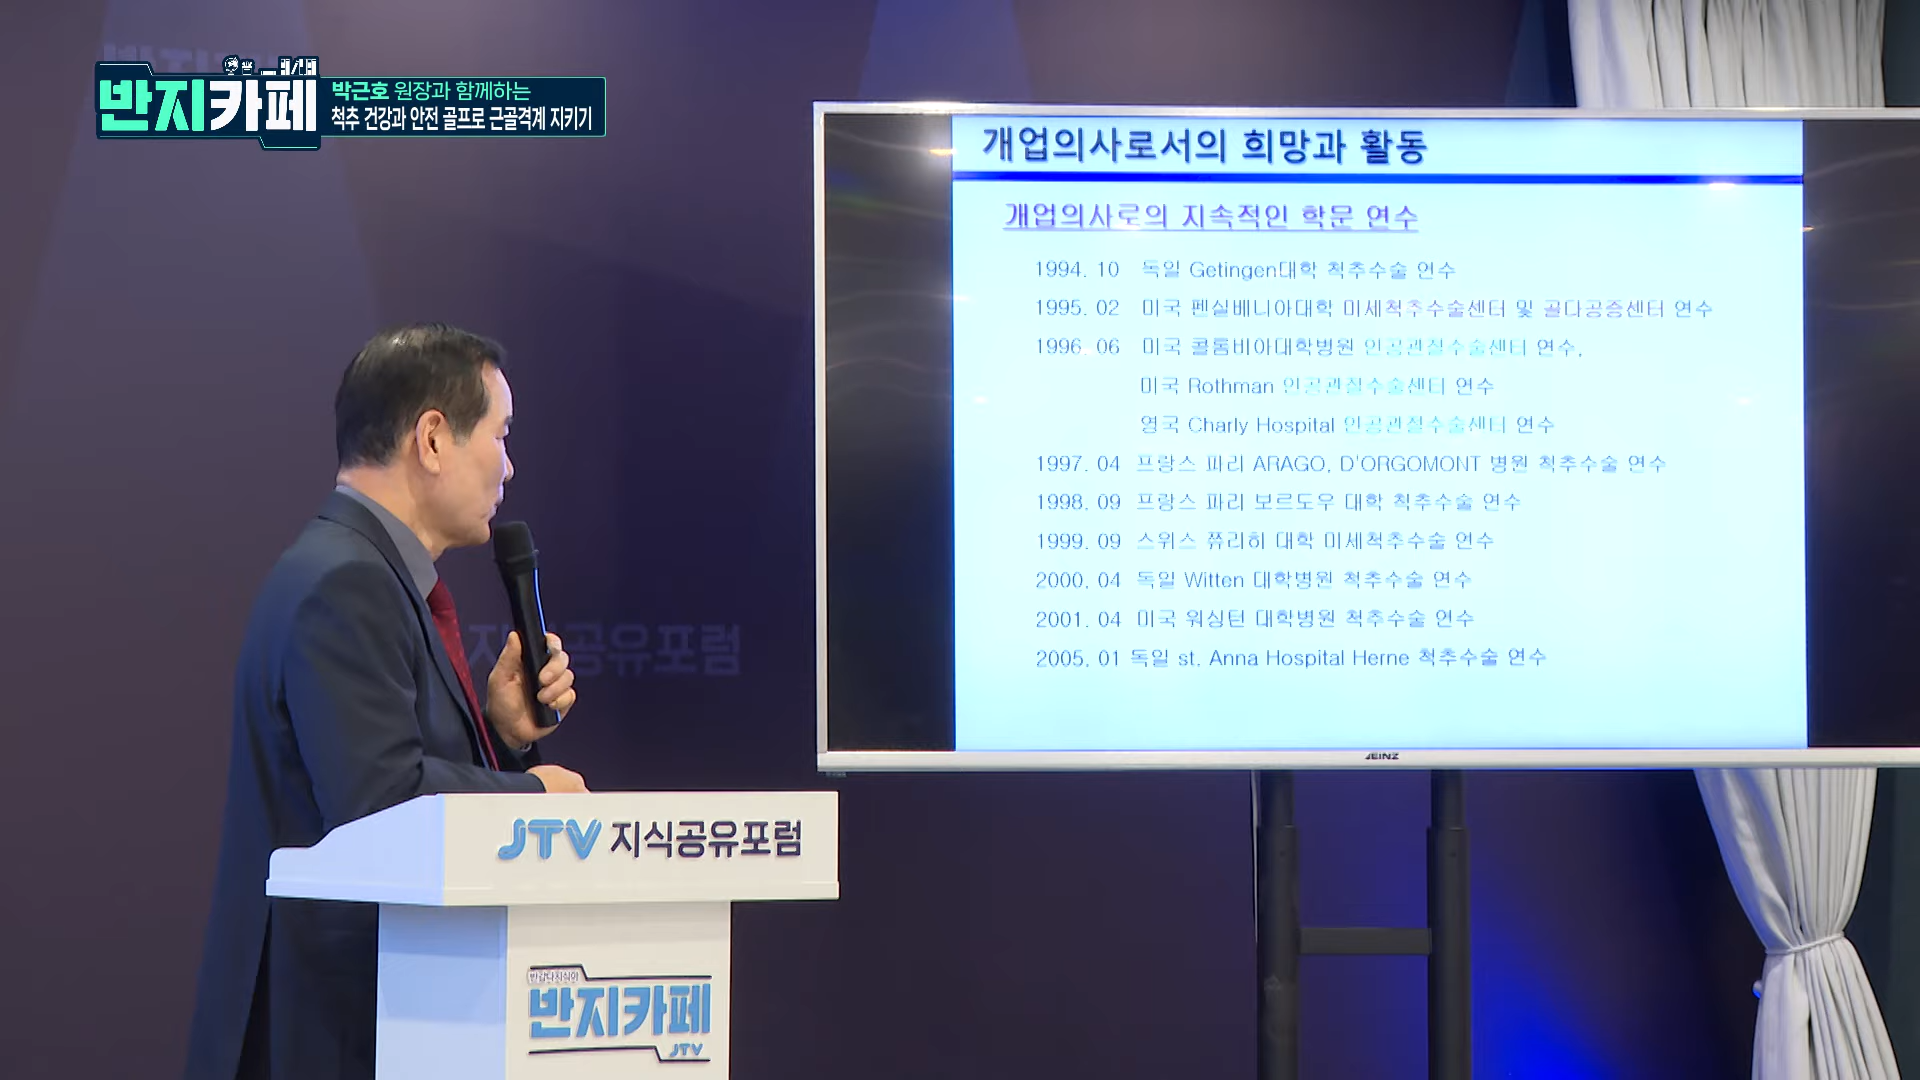 반지카페
박근호 원장과 함께하는
척추 건강과 안전 골프로 근골격계 지키기
개업의사로서의 희망과 활동
개업의사로의 지속적인 학문 연수
1994. 10 독일 Getingen대학 척추수술 연수
1995. 02 미국 펜실베니아대학 미세척추수술센터 및 골다공증센터 연수
1996. 06 미국 콜롬비아대학병원 인공관절수술센터 연수,
미국 Rothman 인공관절수술센터 연수
영국 Charly Hospital 인공관절수술센터 연수
1997. 04 프랑스 파리 ARAGO, D'ORGOMONT 병원 척추수술 연수
1998. 09 프랑스 파리 보르도우 대학 척추수술 연수
1999. 09 스위스 쮸리히 대학 미세척추수술 연수
2000. 04 독일 Witten 대학병원 척추수술 연수
2001. 04 미국 워싱턴 대학병원 척추수술 연수
2005. 01 독일 st. Anna Hospital Herne 척추수술 연수
JEINZ
지식공유포럼
JTV 지식공유포럼
반갑다지식아
반지카페
JTV